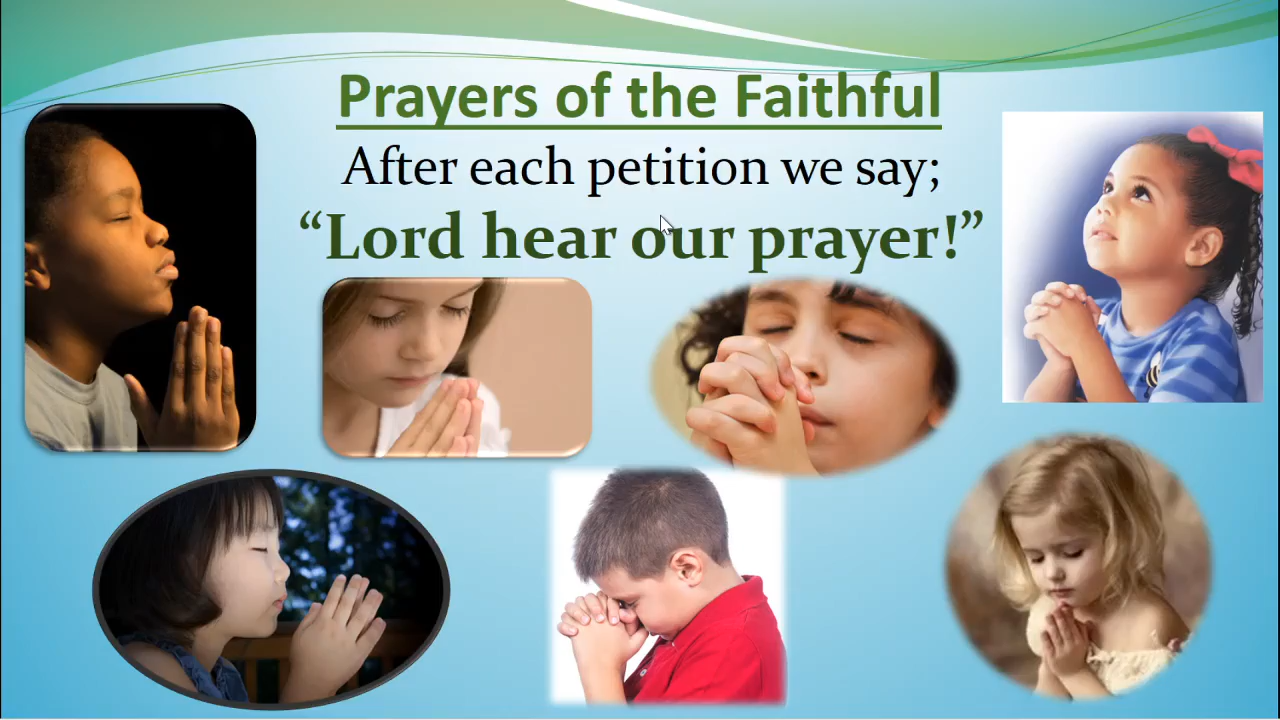 Prayers of the Faithful
After each petition we say;
“Lord hear our prayer!”